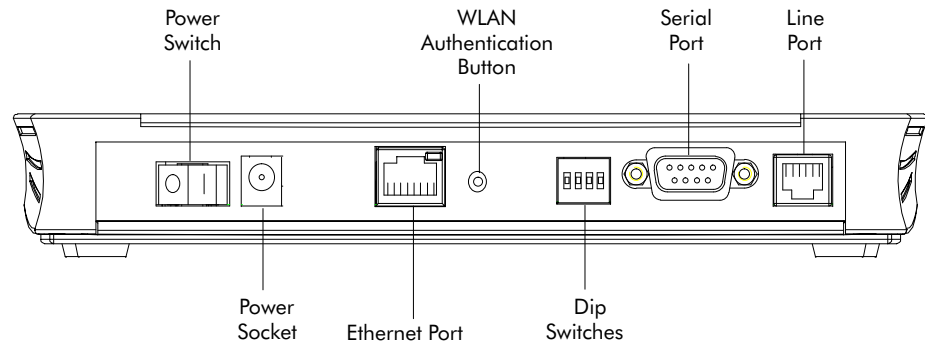 Power
Switch
WLAN
Authentication
Button
Serial
Port
Line
Port
Power
Socket
Ethernet Port
Dip
Switches